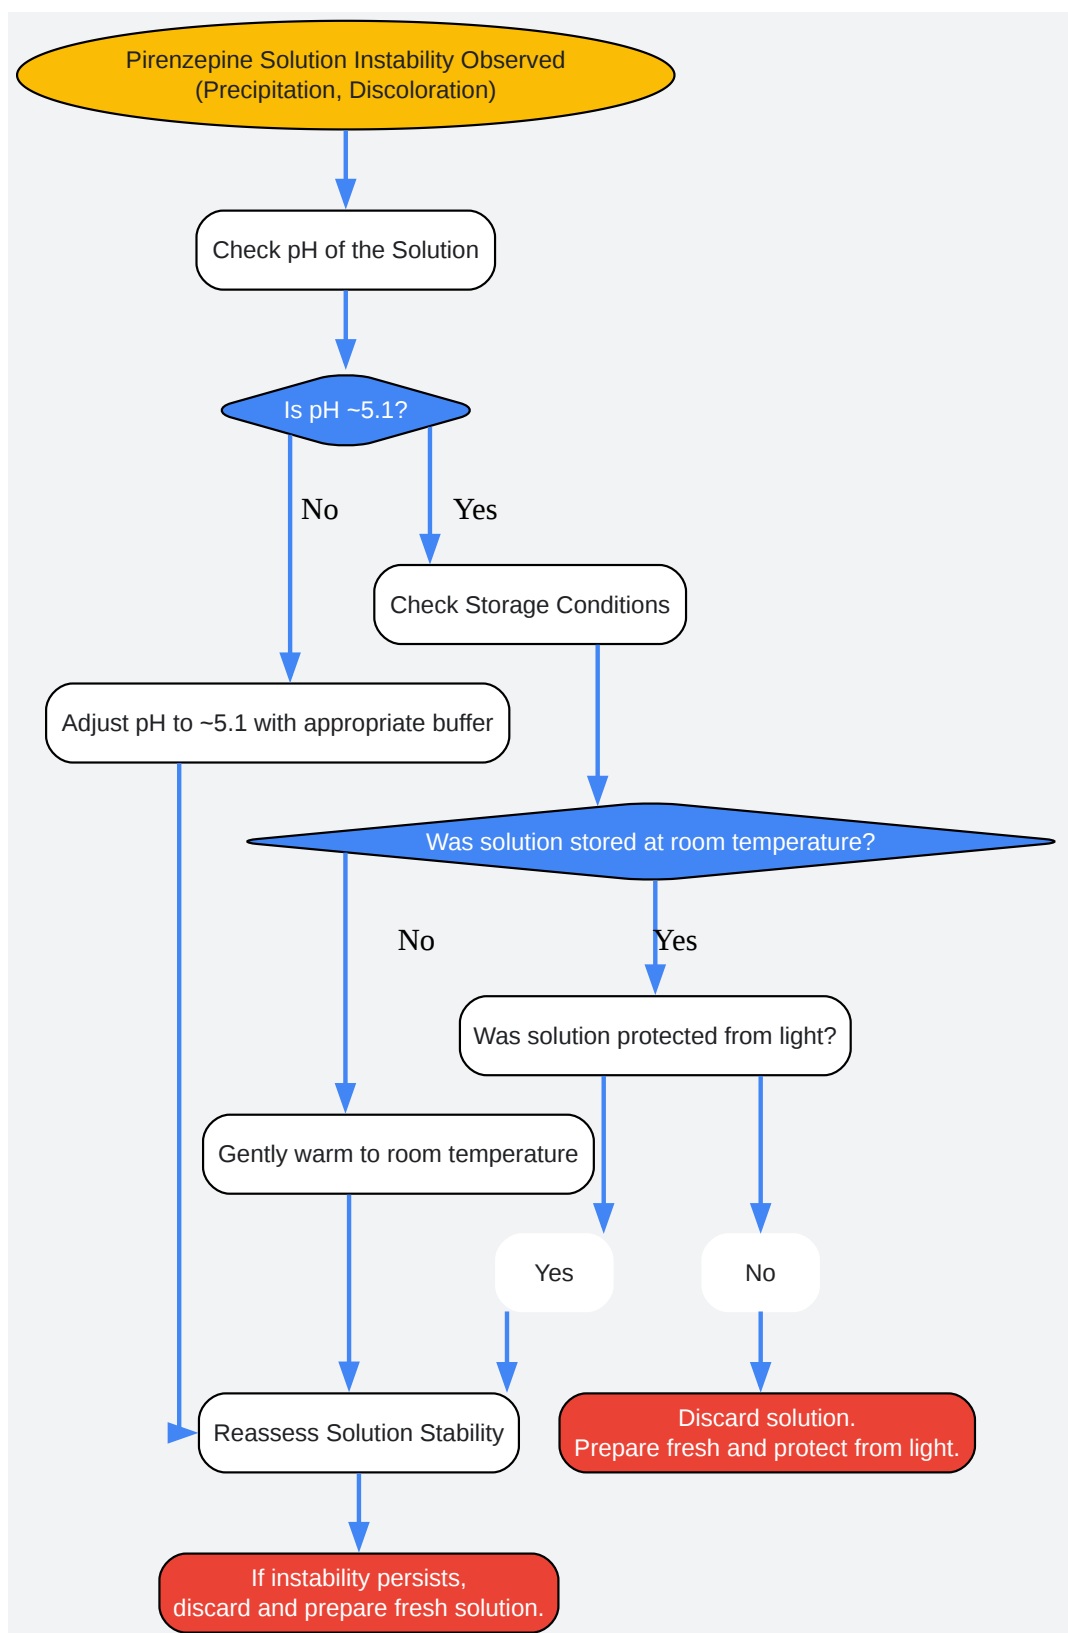 Pirenzepine Solution Instability Observed
(Precipitation, Discoloration)
Check pH of the Solution
Is pH ~5.1?
No
Yes
Check Storage Conditions
Adjust pH to ~5.1 with appropriate buffer
Was solution stored at room temperature?
No
Yes
Was solution protected from light?
Gently warm to room temperature
Yes
No
Reassess Solution Stability
Discard solution.
Prepare fresh and protect from light.
If instability persists,
discard and prepare fresh solution.